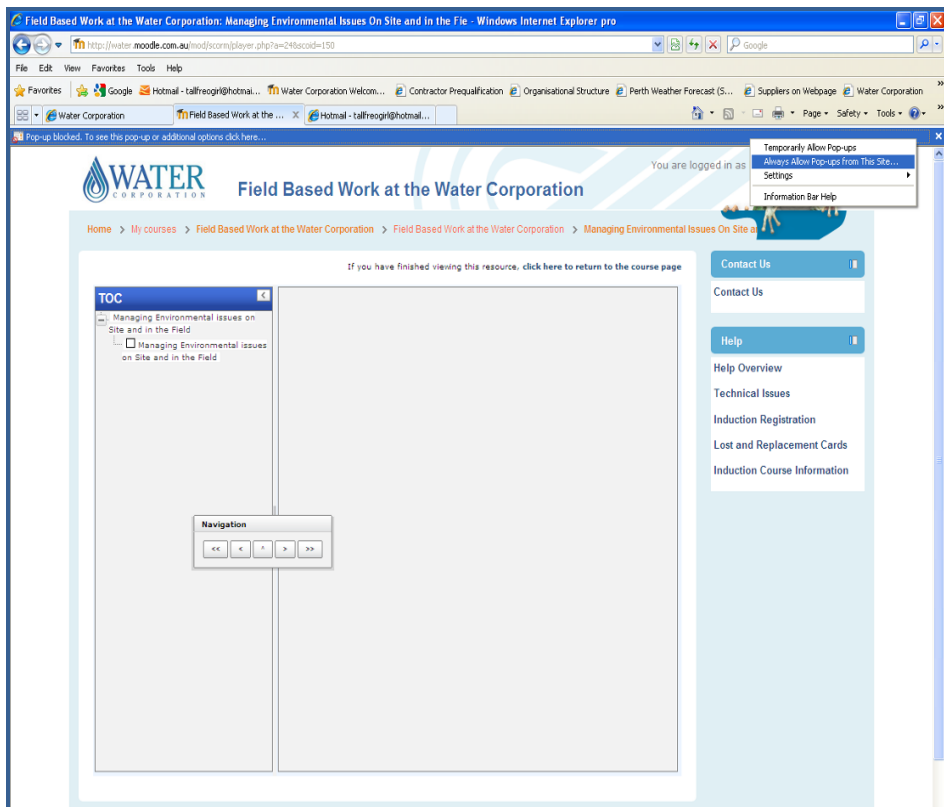 Field Based Work at the Water Corporation: Managing Environmental Issues On Site and in the Fie - Windows Internet Explorer pro
http://water.moodle.com.au/mod/scorm/player.php?a=24&scoid=150
Google
File Edit View Favorites Tools Help
Favorites Google Hotmail - tallfreogirl@hotmai... Water Corporation Welcom... Contractor Prequalification Organisational Structure Perth Weather Forecast (S... Suppliers on Webpage Water Corporation
Water Corporation Field Based Work at the ... X Hotmail - tallfreogirl@hotmail... Page Safety Tools
Pop-up blocked. To see this pop-up or additional options click here...
Temporarily Allow Pop-ups
Always Allow Pop-ups from This Site...
Settings
Information Bar Help
You are logged in as
WATER
CORPORATION
Field Based Work at the Water Corporation
Home > My courses > Field Based Work at the Water Corporation > Field Based Work at the Water Corporation > Managing Environmental Issues On Site a
If you have finished viewing this resource, click here to return to the course page
TOC
Managing Environmental issues on
Site and in the Field
Managing Environmental issues
on Site and in the Field
Navigation
<< < ^ > >>
Contact Us
Contact Us
Help
Help Overview
Technical Issues
Induction Registration
Lost and Replacement Cards
Induction Course Information